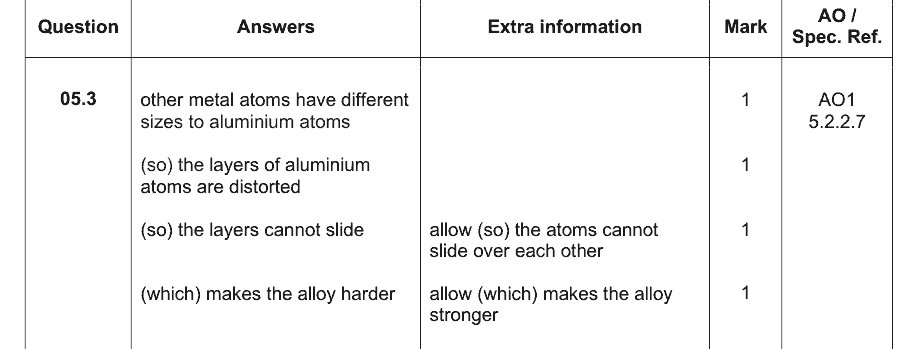 Question Answers Extra information Mark AO /
Spec. Ref.
05.3 other metal atoms have different 1 AO1
sizes to aluminium atoms 5.2.2.7
(so) the layers of aluminium 1
atoms are distorted
(so) the layers cannot slide allow (so) the atoms cannot 1
slide over each other
(which) makes the alloy harder allow (which) makes the alloy 1
stronger